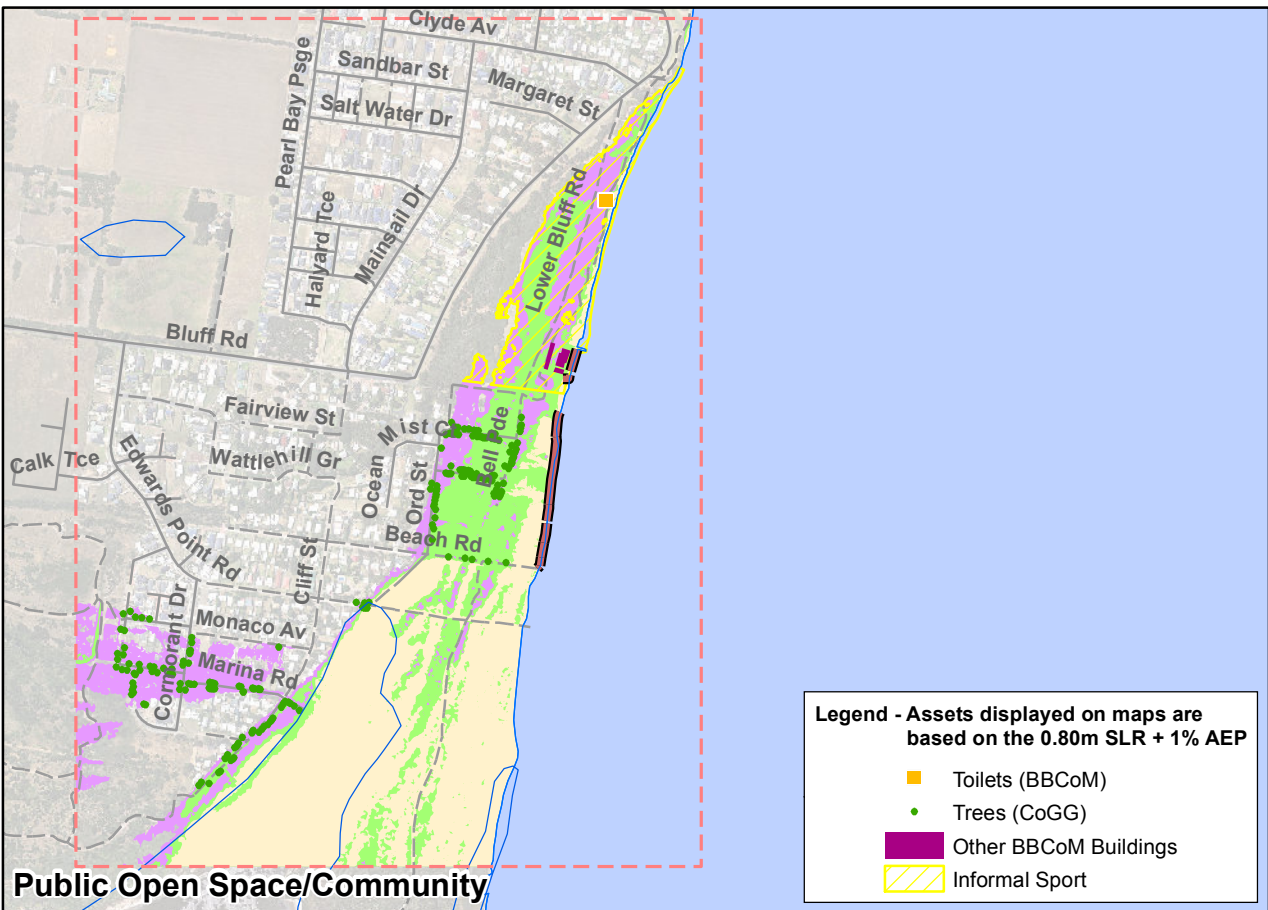 Clyde Av
Sandbar St
Margaret St
Salt Water Dr
Pearl Bay Psge
Halyard Tce
Mainsail Dr
Lower Bluff Rd
Bluff Rd
Fairview St
Mist C
Ocean
Wattlehill Gr
Calk Tce
Edwards Point Rd
Ord St
Bell Pde
Beach Rd
Cliff St
Monaco Av
Cormorant Dr
Marina Rd
Legend - Assets displayed on maps are
based on the 0.80m SLR + 1% AEP
Toilets (BBCoM)
Trees (CoGG)
Other BBCoM Buildings
Informal Sport
Public Open Space/Community